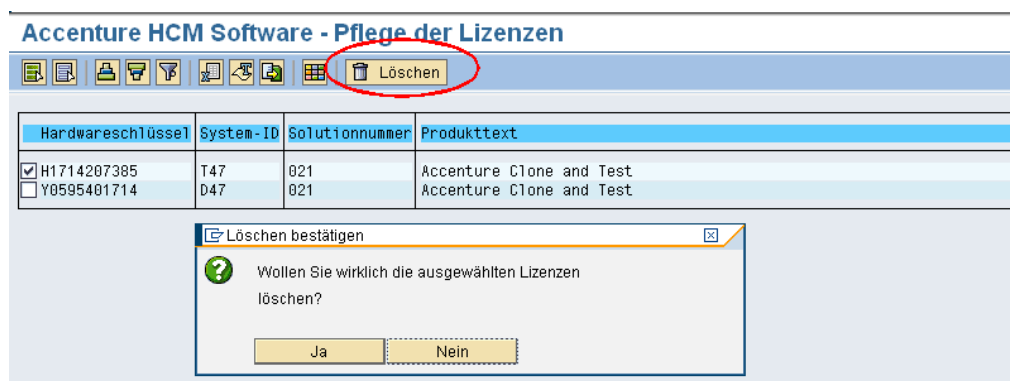 Accenture HCM Software - Pflege der Lizenzen
Löschen
Hardwareschlüssel System-ID Solutionnummer Produkttext
H1714207385 T47 021 Accenture Clone and Test
Y0595401714 D47 021 Accenture Clone and Test
Löschen bestätigen
Wollen Sie wirklich die ausgewählten Lizenzen
löschen?
Ja Nein